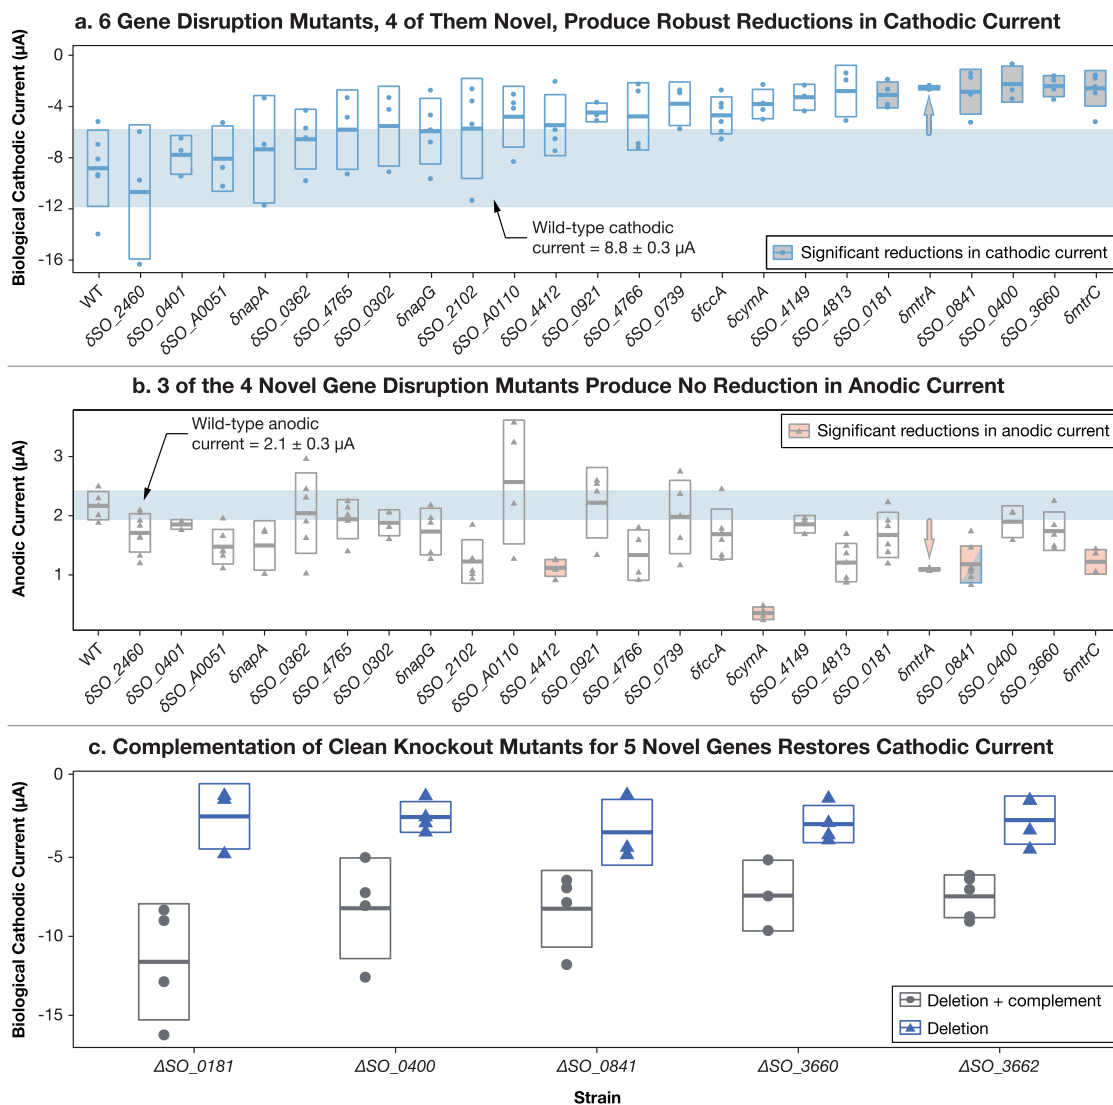 a. 6 Gene Disruption Mutants, 4 of Them Novel, Produce Robust Reductions in Cathodic Current
Biological Cathodic Current (µA)
0
-4
-8
-12
-16
Wild-type cathodic
current = 8.8 ± 0.3 µA
Significant reductions in cathodic current
WT
δSO_2460
δSO_0401
δSO_A0051
δnapA
δSO_0362
δSO_4765
δSO_0302
δnapG
δSO_2102
δSO_A0110
δSO_4412
δSO_0921
δSO_4766
δSO_0739
δfccA
δcymA
δSO_4149
δSO_4813
δSO_0181
δmtrA
δSO_0841
δSO_0400
δSO_3660
δmtrC
b. 3 of the 4 Novel Gene Disruption Mutants Produce No Reduction in Anodic Current
Anodic Current (µA)
3
2
1
Wild-type anodic
current = 2.1 ± 0.3 µA
Significant reductions in anodic current
WT
δSO_2460
δSO_0401
δSO_A0051
δnapA
δSO_0362
δSO_4765
δSO_0302
δnapG
δSO_2102
δSO_A0110
δSO_4412
δSO_0921
δSO_4766
δSO_0739
δfccA
δcymA
δSO_4149
δSO_4813
δSO_0181
δmtrA
δSO_0841
δSO_0400
δSO_3660
δmtrC
c. Complementation of Clean Knockout Mutants for 5 Novel Genes Restores Cathodic Current
Biological Cathodic Current (µA)
0
-5
-10
-15
Deletion + complement
Deletion
ΔSO_0181
ΔSO_0400
ΔSO_0841
ΔSO_3660
ΔSO_3662
Strain